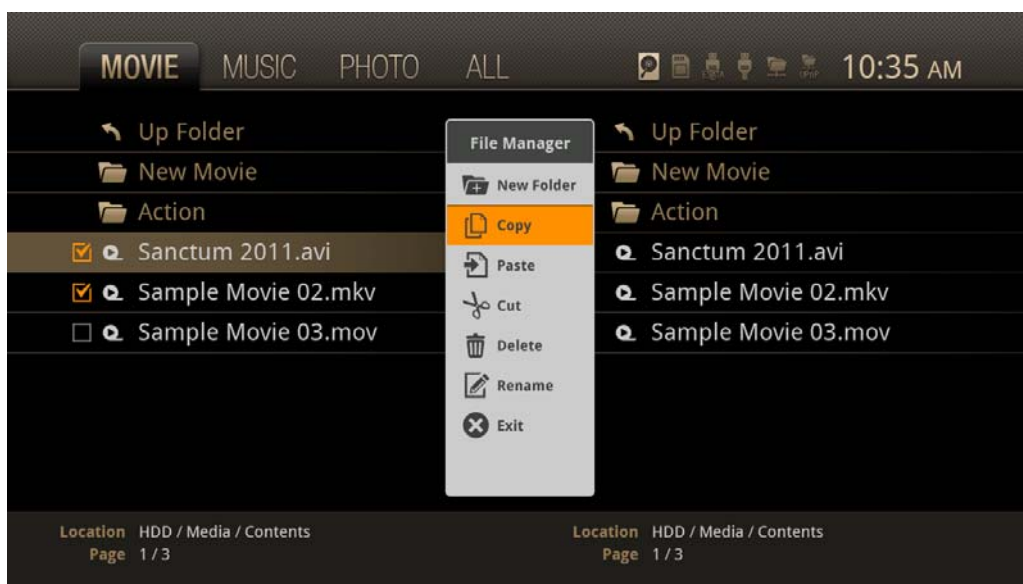 MOVIE MUSIC PHOTO ALL 10:35 AM
Up Folder
New Movie
Action
Sanctum 2011.avi
Sample Movie 02.mkv
Sample Movie 03.mov
File Manager
New Folder
Copy
Paste
Cut
Delete
Rename
Exit
Up Folder
New Movie
Action
Sanctum 2011.avi
Sample Movie 02.mkv
Sample Movie 03.mov
Location HDD / Media / Contents
Page 1 / 3
Location HDD / Media / Contents
Page 1 / 3